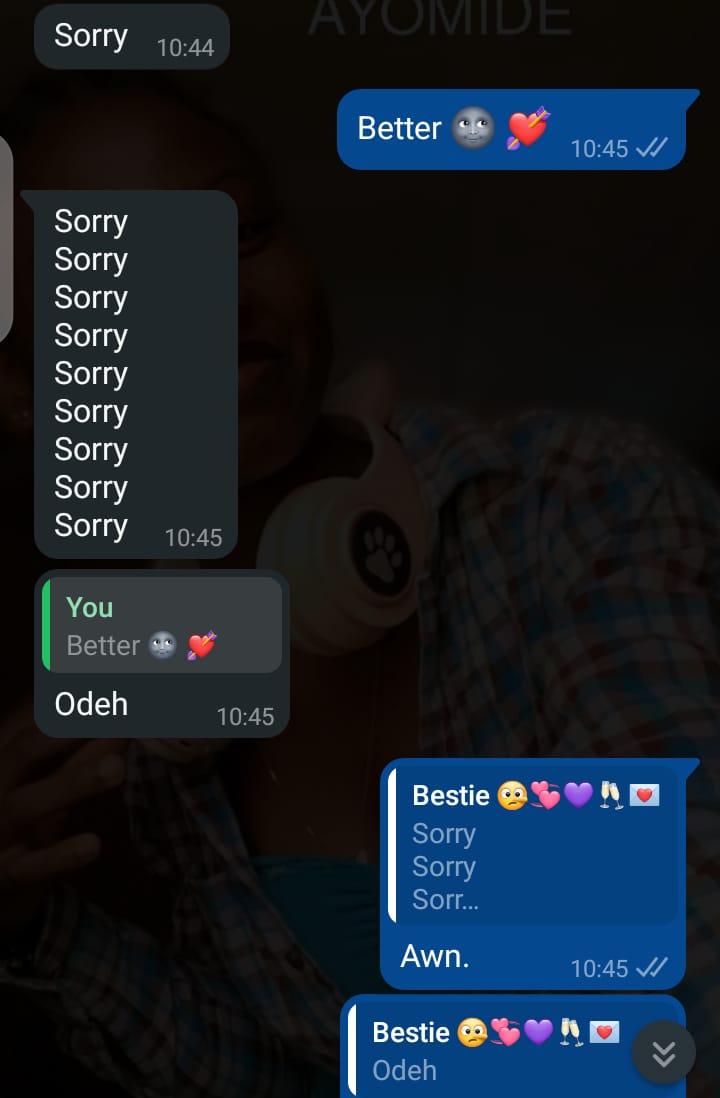 AYOMIDE
Sorry 10:44
Better 🌚 💘 10:45
Sorry
Sorry
Sorry
Sorry
Sorry
Sorry
Sorry
Sorry
Sorry 10:45
You
Better 🌚 💘
Odeh 10:45
Bestie 🫤💞💜🥂💌
Sorry
Sorry
Sorr...
Awn. 10:45
Bestie 🫤💞💜🥂💌
Odeh